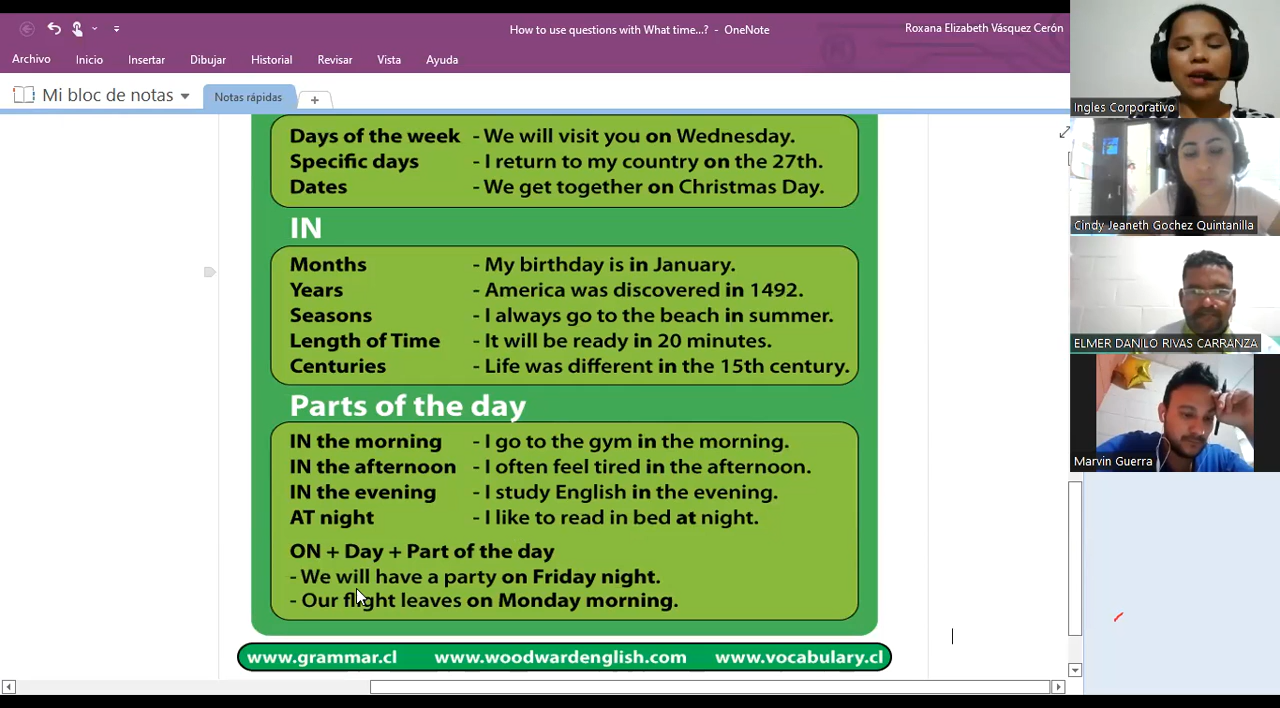 How to use questions with What time...? - OneNote
Roxana Elizabeth Vásquez Cerón
Archivo Inicio Insertar Dibujar Historial Revisar Vista Ayuda
Mi bloc de notas Notas rápidas
Days of the week - We will visit you on Wednesday.
Specific days - I return to my country on the 27th.
Dates - We get together on Christmas Day.
IN
Months - My birthday is in January.
Years - America was discovered in 1492.
Seasons - I always go to the beach in summer.
Length of Time - It will be ready in 20 minutes.
Centuries - Life was different in the 15th century.
Parts of the day
IN the morning - I go to the gym in the morning.
IN the afternoon - I often feel tired in the afternoon.
IN the evening - I study English in the evening.
AT night - I like to read in bed at night.
ON + Day + Part of the day
- We will have a party on Friday night.
- Our flight leaves on Monday morning.
www.grammar.cl www.woodwardenglish.com www.vocabulary.cl
Ingles Corporativo
Cindy Jeaneth Gochez Quintanilla
ELMER DANILO RIVAS CARRANZA
Marvin Guerra